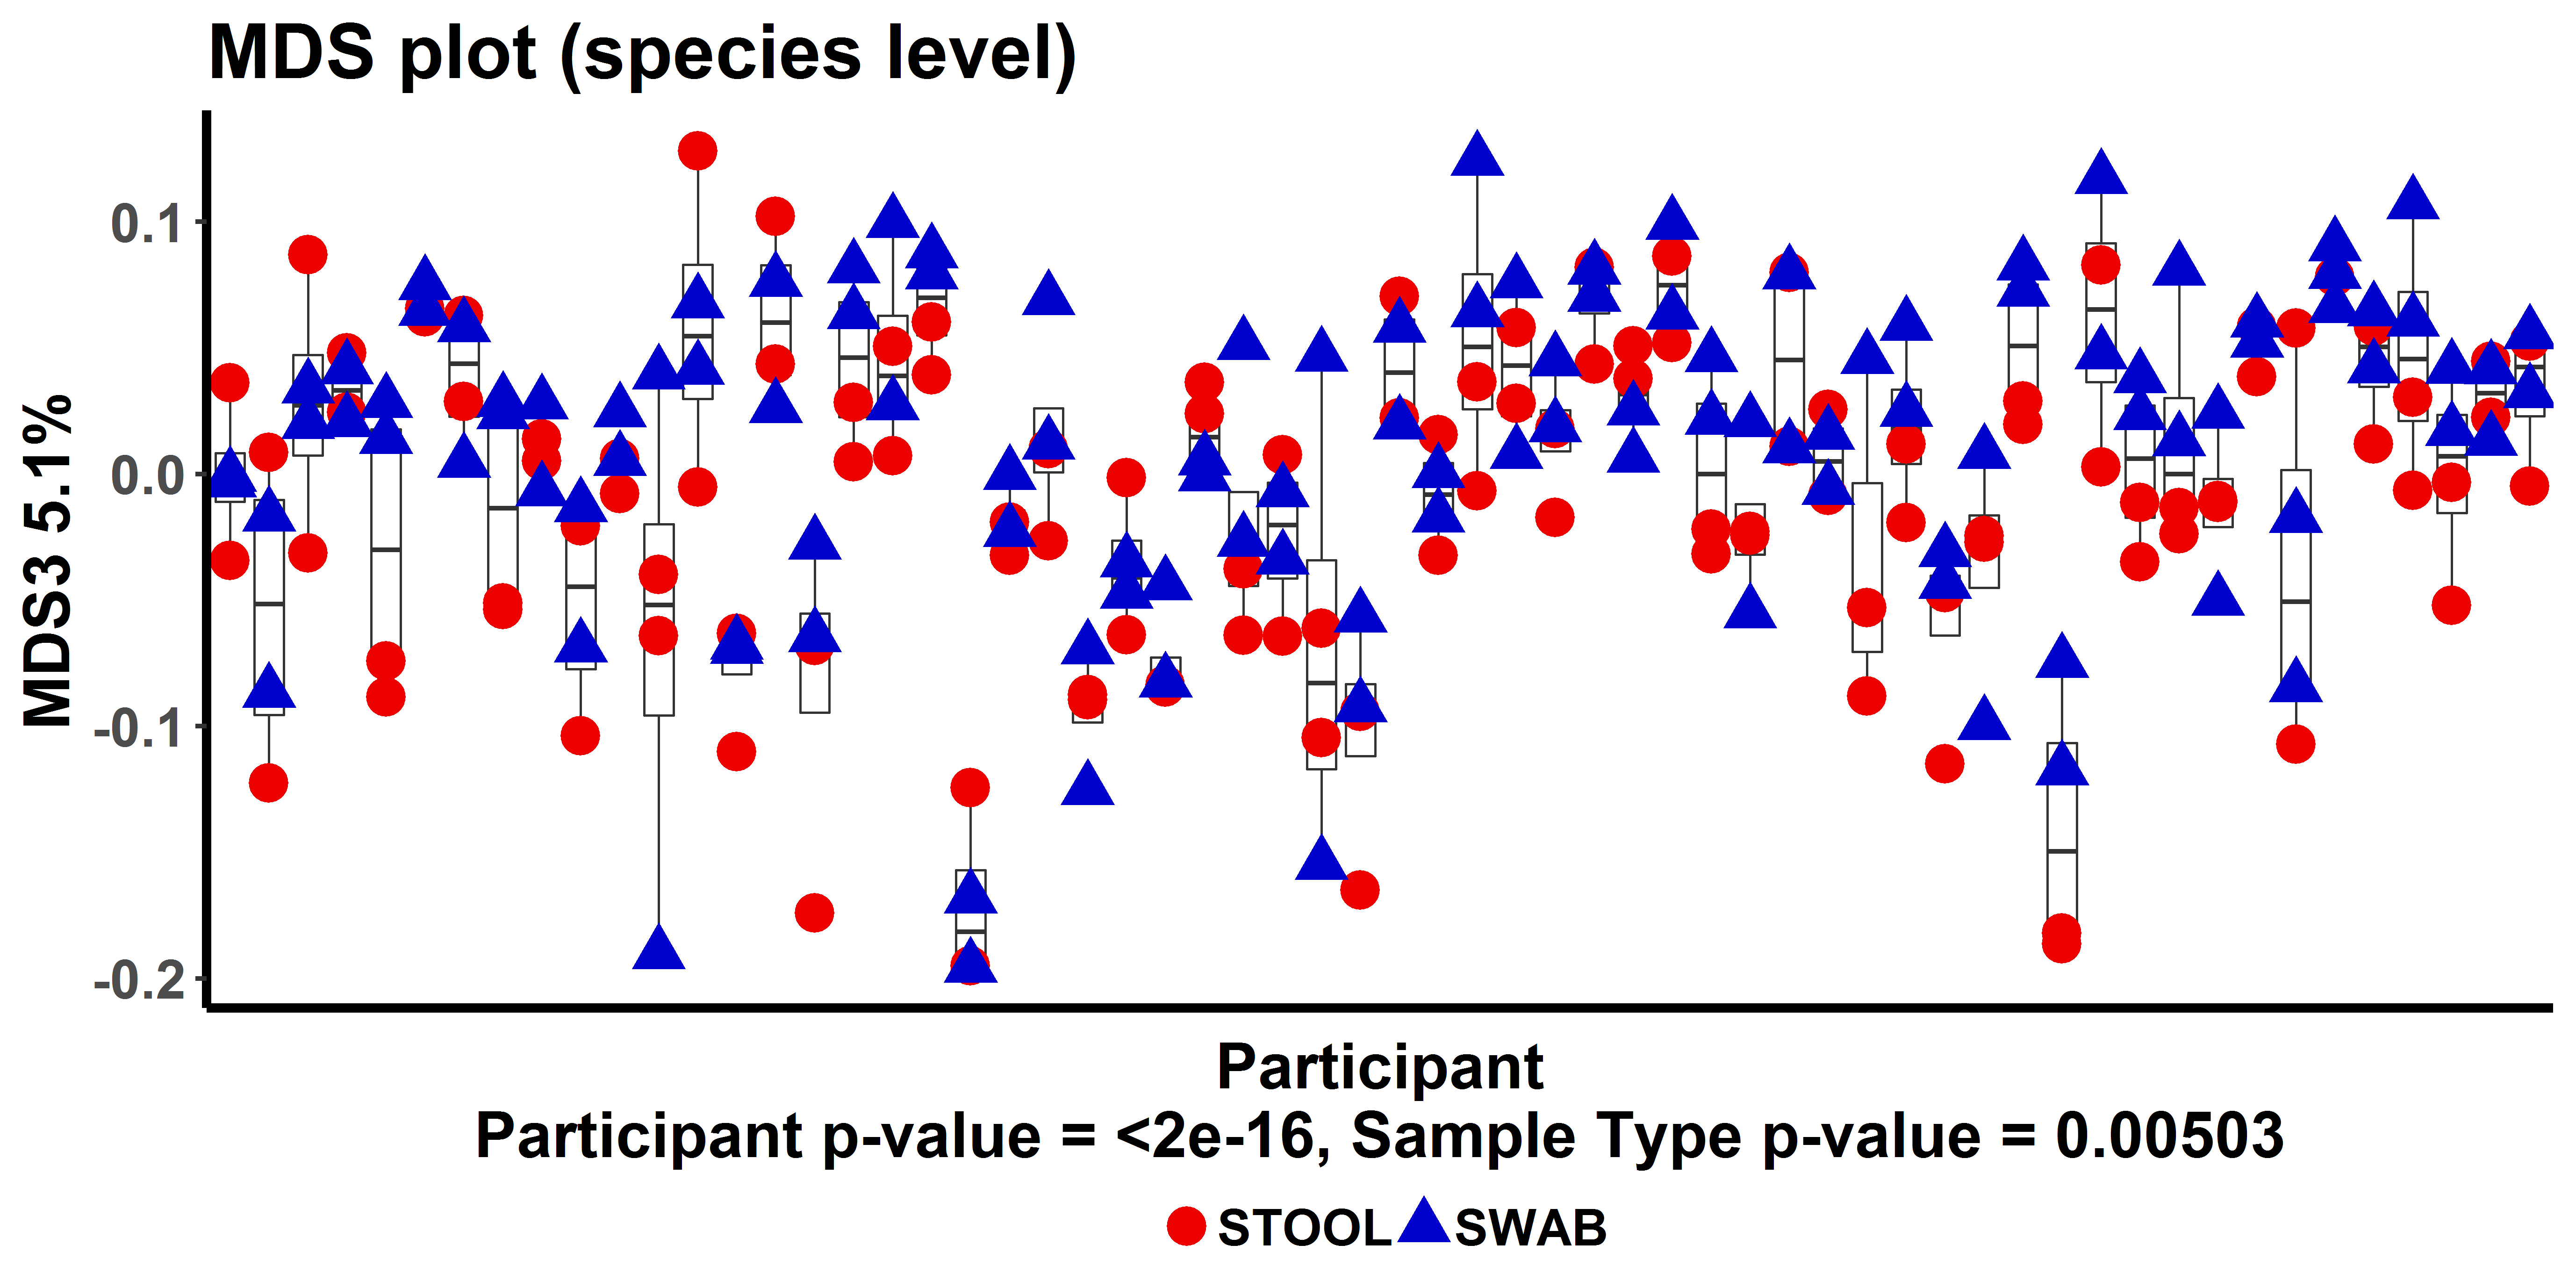 MDS plot (species level)
MDS3 5.1%
0.1
0.0
-0.1
-0.2
Participant
Participant p-value = <2e-16, Sample Type p-value = 0.00503
STOOL SWAB